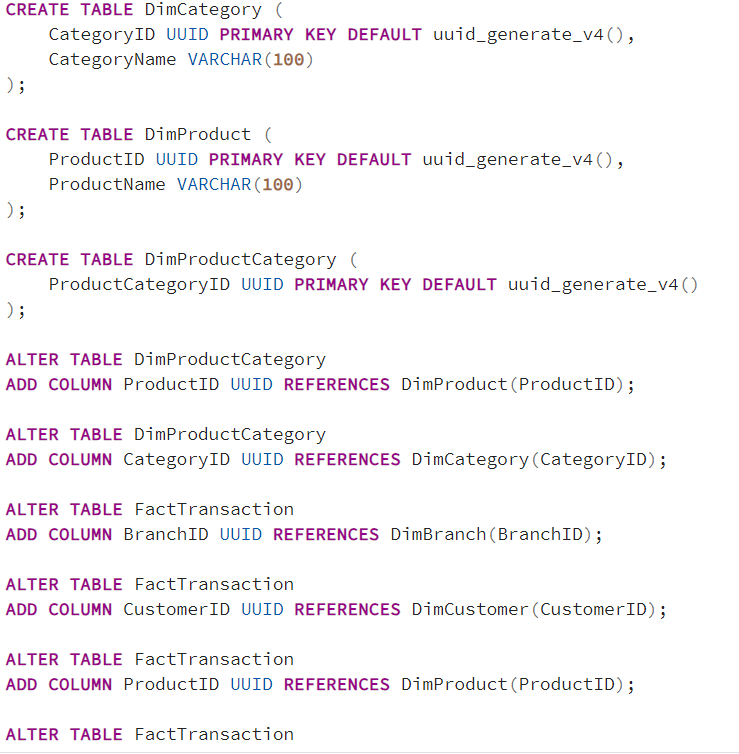 CREATE TABLE DimCategory (
    CategoryID UUID PRIMARY KEY DEFAULT uuid_generate_v4(),
    CategoryName VARCHAR(100)
);

CREATE TABLE DimProduct (
    ProductID UUID PRIMARY KEY DEFAULT uuid_generate_v4(),
    ProductName VARCHAR(100)
);

CREATE TABLE DimProductCategory (
    ProductCategoryID UUID PRIMARY KEY DEFAULT uuid_generate_v4()
);

ALTER TABLE DimProductCategory
ADD COLUMN ProductID UUID REFERENCES DimProduct(ProductID);

ALTER TABLE DimProductCategory
ADD COLUMN CategoryID UUID REFERENCES DimCategory(CategoryID);

ALTER TABLE FactTransaction
ADD COLUMN BranchID UUID REFERENCES DimBranch(BranchID);

ALTER TABLE FactTransaction
ADD COLUMN CustomerID UUID REFERENCES DimCustomer(CustomerID);

ALTER TABLE FactTransaction
ADD COLUMN ProductID UUID REFERENCES DimProduct(ProductID);

ALTER TABLE FactTransaction